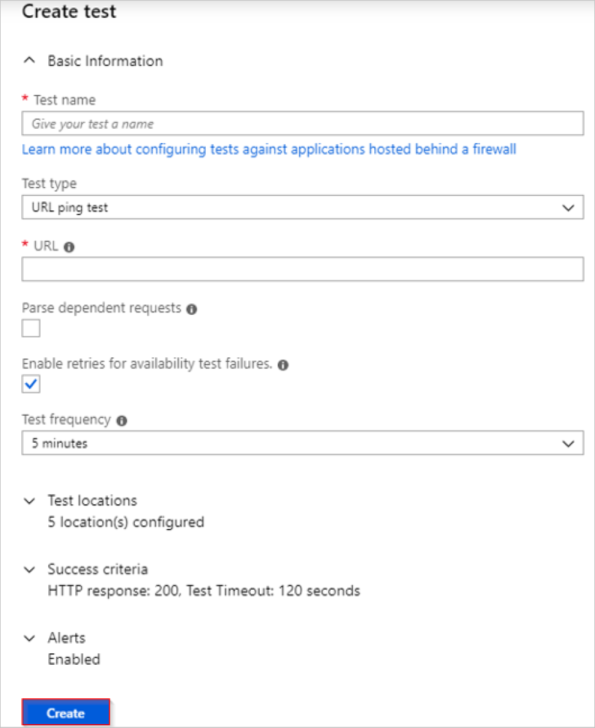 Create test
Basic Information
* Test name
Give your test a name
Learn more about configuring tests against applications hosted behind a firewall
Test type
URL ping test
* URL
Parse dependent requests
Enable retries for availability test failures.
Test frequency
5 minutes
Test locations
5 location(s) configured
Success criteria
HTTP response: 200, Test Timeout: 120 seconds
Alerts
Enabled
Create